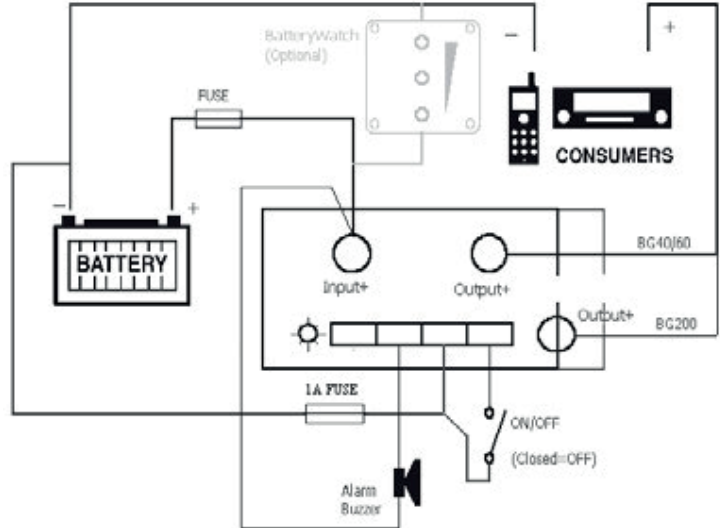 BatteryWatch
(Optional)
−
+
FUSE
CONSUMERS
−
+
BATTERY
BG40/60
Input+
Output+
Output+
BG200
1A FUSE
ON/OFF
(Closed=OFF)
Alarm
Buzzer